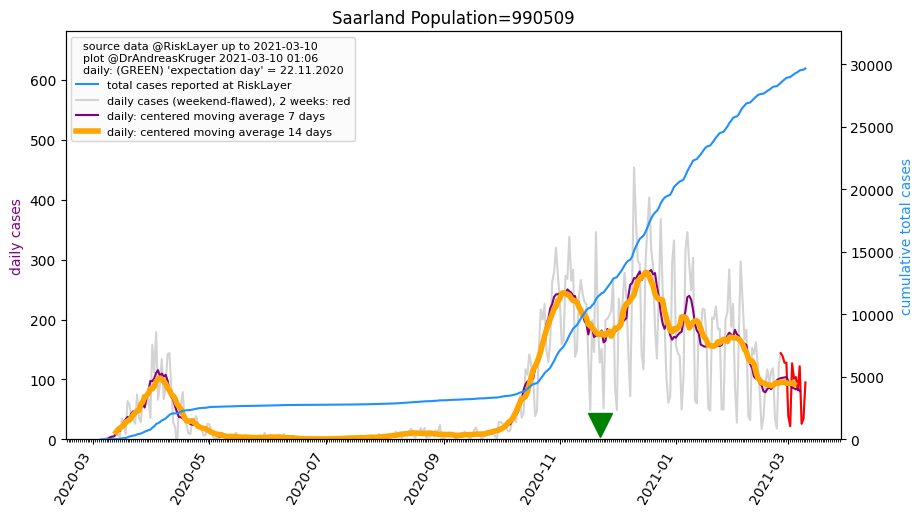 Saarland Population=990509
source data @RiskLayer up to 2021-03-10
plot @DrAndreasKruger 2021-03-10 01:06
daily: (GREEN) 'expectation day' = 22.11.2020
total cases reported at RiskLayer
daily cases (weekend-flawed), 2 weeks: red
daily: centered moving average 7 days
daily: centered moving average 14 days
daily cases
600
500
400
300
200
100
0
cumulative total cases
30000
25000
20000
15000
10000
5000
0
2020-03
2020-05
2020-07
2020-09
2020-11
2021-01
2021-03